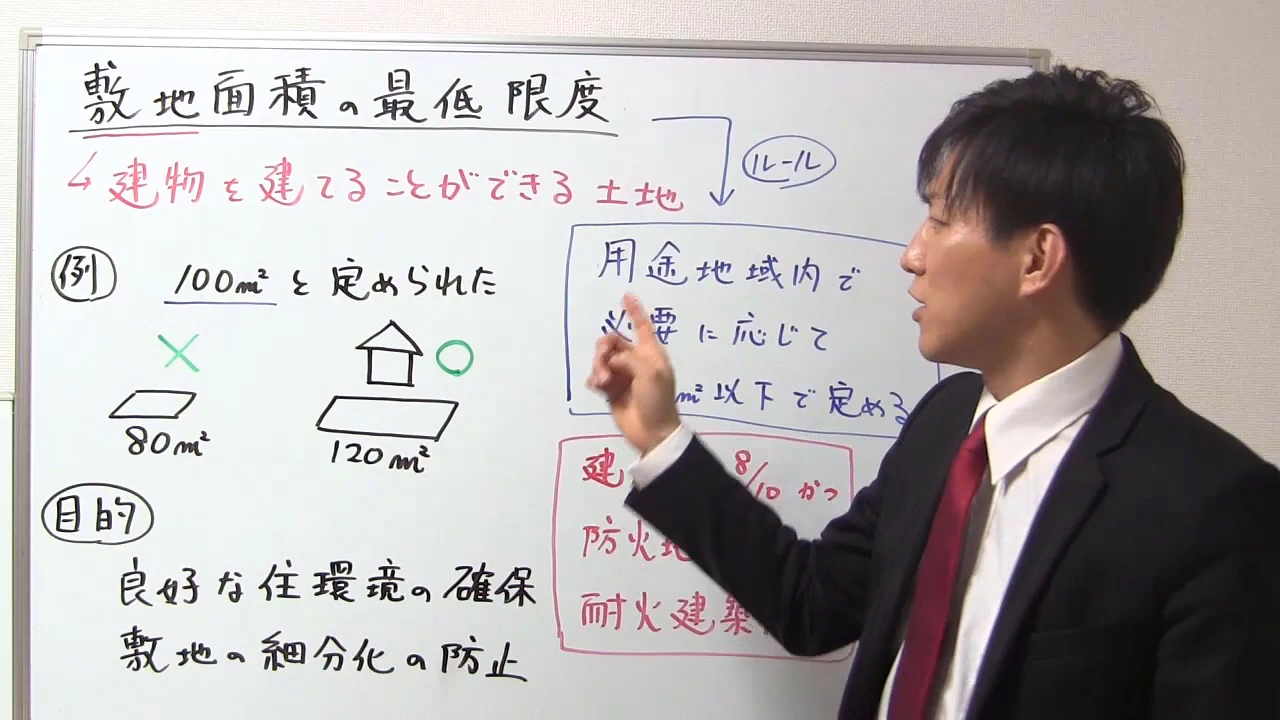 敷地面積の最低限度
↳ 建物を建てることができる土地
ルール
例 100m²と定められた
×
○
80m²
120m²
目的
良好な住環境の確保
敷地の細分化の防止
用途地域内で
必要に応じて
m²以下で定める
建 8/10 かつ
防火地
耐火建築